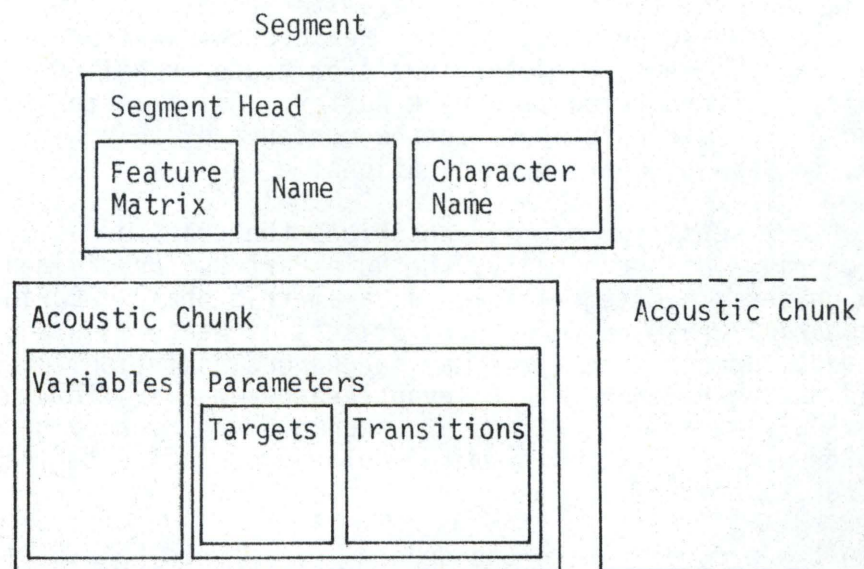 Segment
Segment Head
Feature
Matrix
Name
Character
Name
Acoustic Chunk
Variables
Parameters
Targets
Transitions
Acoustic Chunk